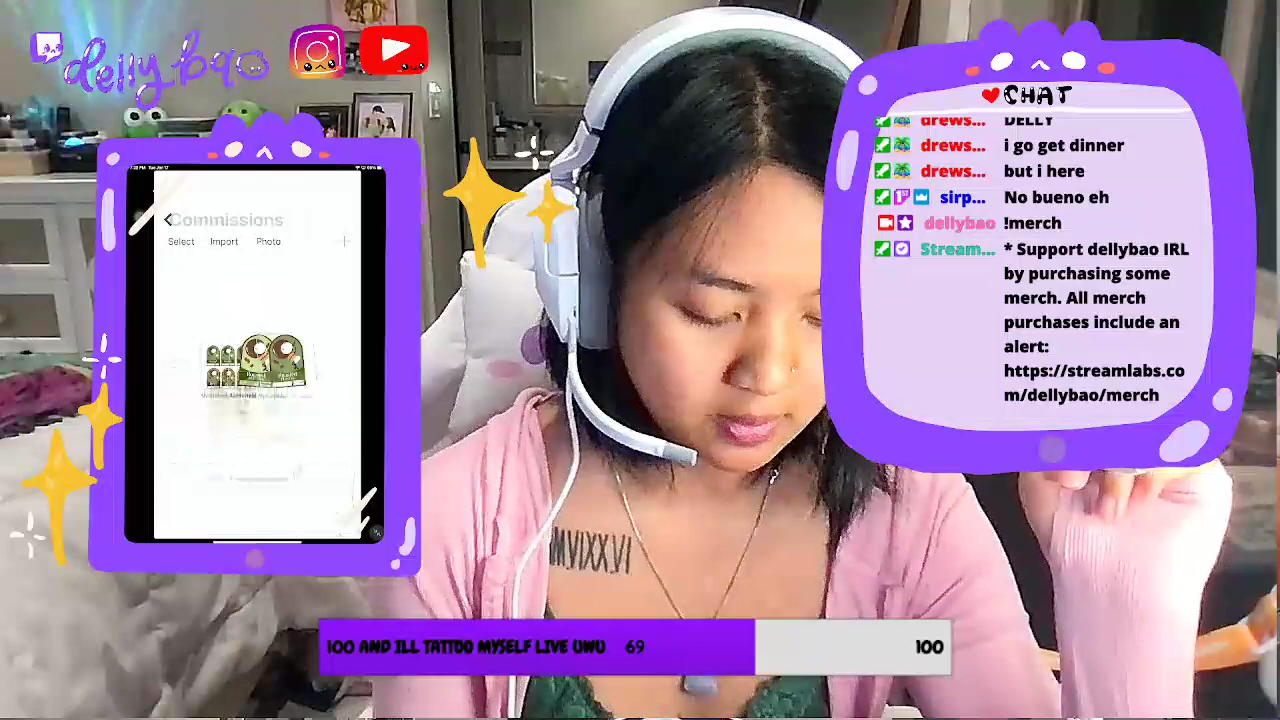 dellybao
CHAT
DELLY
drews... i go get dinner
drews... but i here
sirp... No bueno eh
dellybao !merch
Stream... * Support dellybao IRL
by purchasing some
merch. All merch
purchases include an
alert:
https://streamlabs.co
m/dellybao/merch
Commissions
Select Import Photo
100 AND ILL TATTOO MYSELF LIVE UWU 69 100